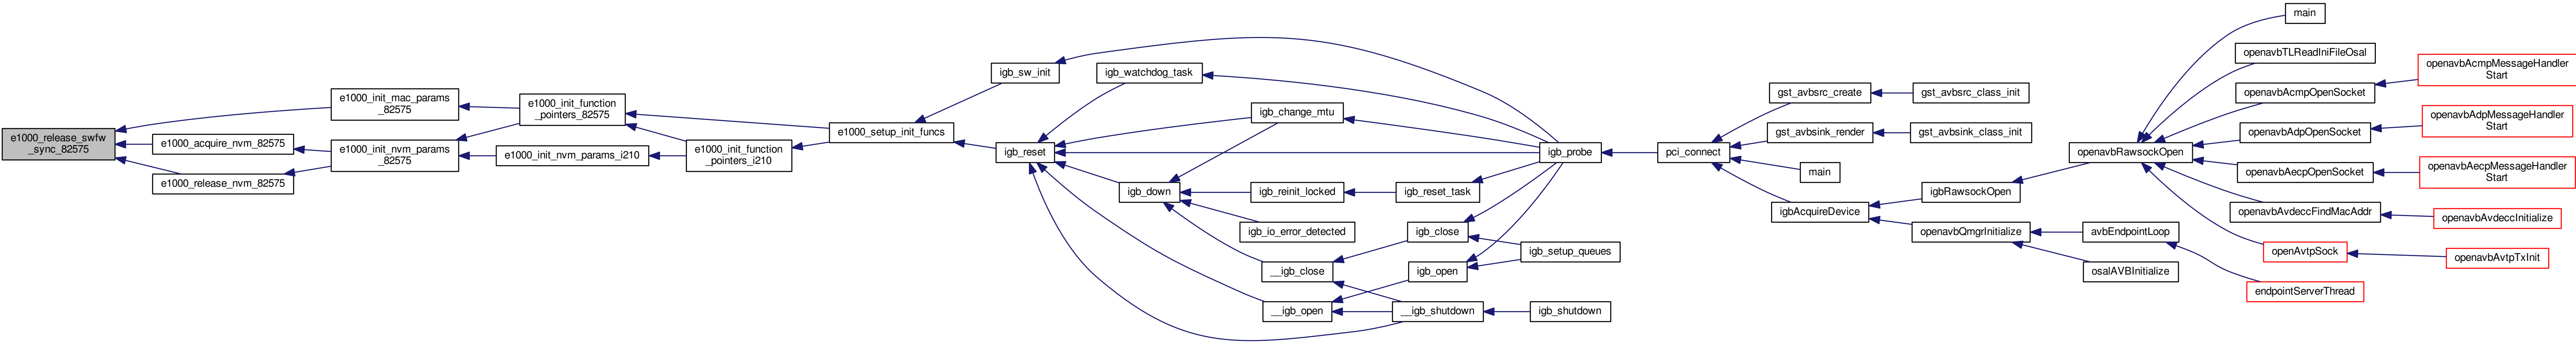 e1000_release_swfw
_sync_82575
e1000_init_mac_params
_82575
e1000_acquire_nvm_82575
e1000_init_nvm_params
_82575
e1000_release_nvm_82575
e1000_init_function
_pointers_82575
e1000_init_nvm_params_i210
e1000_init_function
_pointers_i210
e1000_setup_init_funcs
igb_sw_init
igb_reset
igb_watchdog_task
igb_change_mtu
igb_down
igb_reinit_locked
igb_reset_task
igb_io_error_detected
__igb_close
igb_close
__igb_open
igb_open
__igb_shutdown
igb_shutdown
igb_setup_queues
igb_probe
pci_connect
gst_avbsrc_create
gst_avbsrc_class_init
gst_avbsink_render
gst_avbsink_class_init
main
igbAcquireDevice
igbRawsockOpen
openavbQmgrInitialize
avbEndpointLoop
osalAVBInitialize
endpointServerThread
openavbRawsockOpen
main
openavbTLReadIniFileOsal
openavbAcmpOpenSocket
openavbAcmpMessageHandler
Start
openavbAdpOpenSocket
openavbAdpMessageHandler
Start
openavbAecpOpenSocket
openavbAecpMessageHandler
Start
openavbAvdeccFindMacAddr
openavbAvdeccInitialize
openAvtpSock
openavbAvtpTxInit